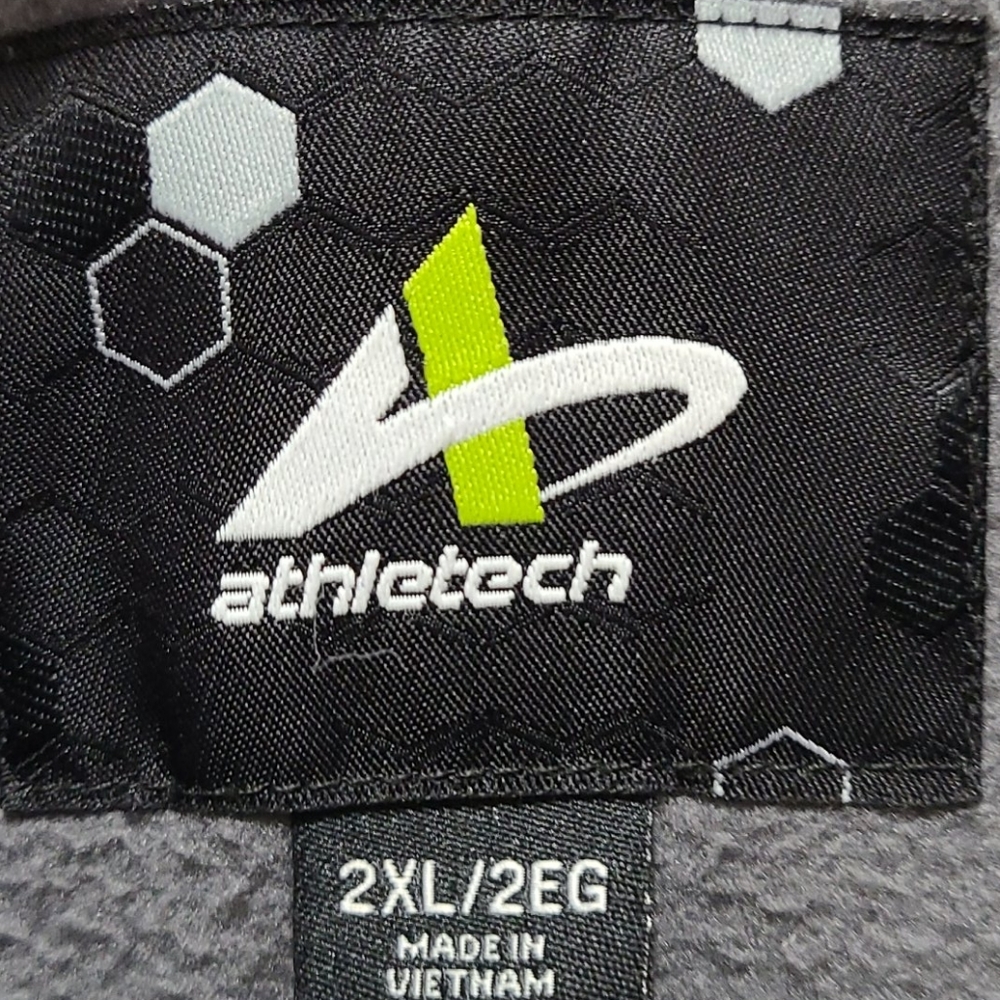 athletech
2XL/2EG
MADE IN
VIETNAM